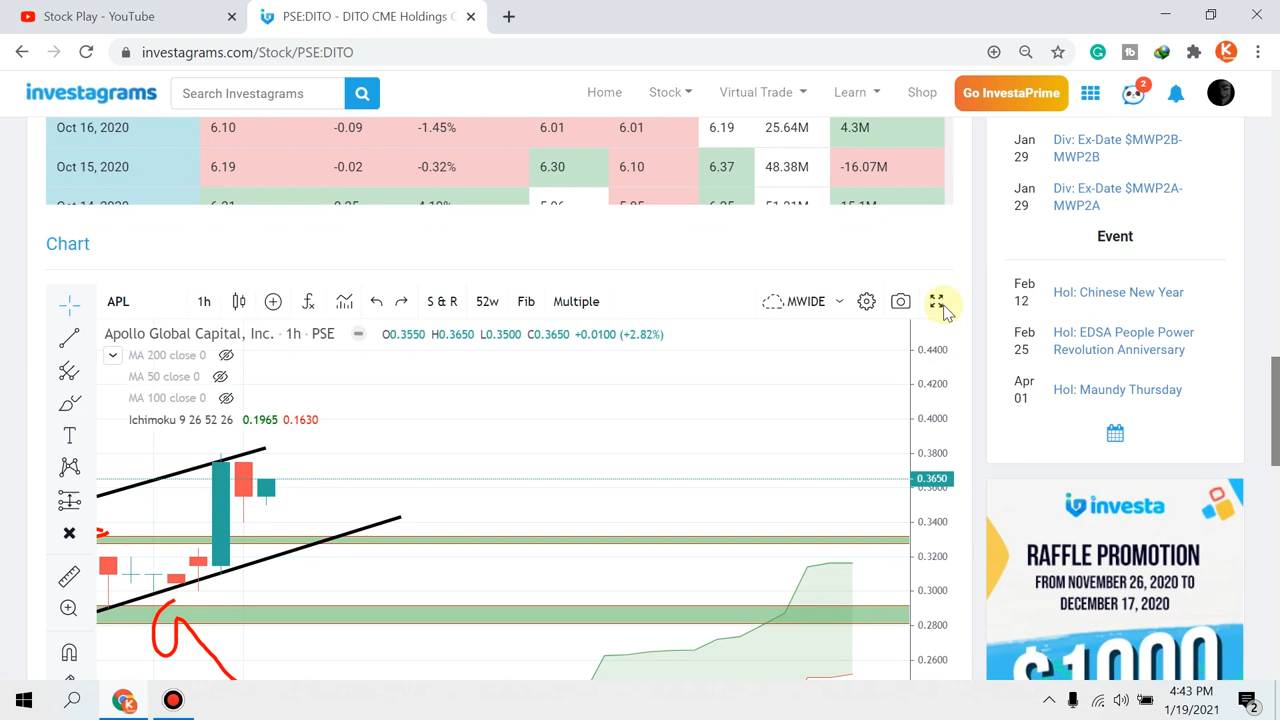 Stock Play - YouTube
PSE:DITO - DITO CME Holdings C
investagrams.com/Stock/PSE:DITO
investagrams
Search Investagrams
Home
Stock
Virtual Trade
Learn
Shop
Go InvestaPrime
2
Oct 16, 2020 6.10 -0.09 -1.45% 6.01 6.01 6.19 25.64M 4.3M
Oct 15, 2020 6.19 -0.02 -0.32% 6.30 6.10 6.37 48.38M -16.07M
Chart
APL 1h S & R 52w Fib Multiple MWIDE
Apollo Global Capital, Inc. · 1h · PSE O0.3550 H0.3650 L0.3500 C0.3650 +0.0100 (+2.82%)
MA 200 close 0
MA 50 close 0
MA 100 close 0
Ichimoku 9 26 52 26 0.1965 0.1630
0.4400
0.4200
0.4000
0.3800
0.3650
0.3400
0.3200
0.3000
0.2800
0.2600
Jan 29 Div: Ex-Date $MWP2B-
MWP2B
Jan 29 Div: Ex-Date $MWP2A-
MWP2A
Event
Feb 12 Hol: Chinese New Year
Feb 25 Hol: EDSA People Power
Revolution Anniversary
Apr 01 Hol: Maundy Thursday
investa
RAFFLE PROMOTION
FROM NOVEMBER 26, 2020 TO
DECEMBER 17, 2020
4:43 PM
1/19/2021
2